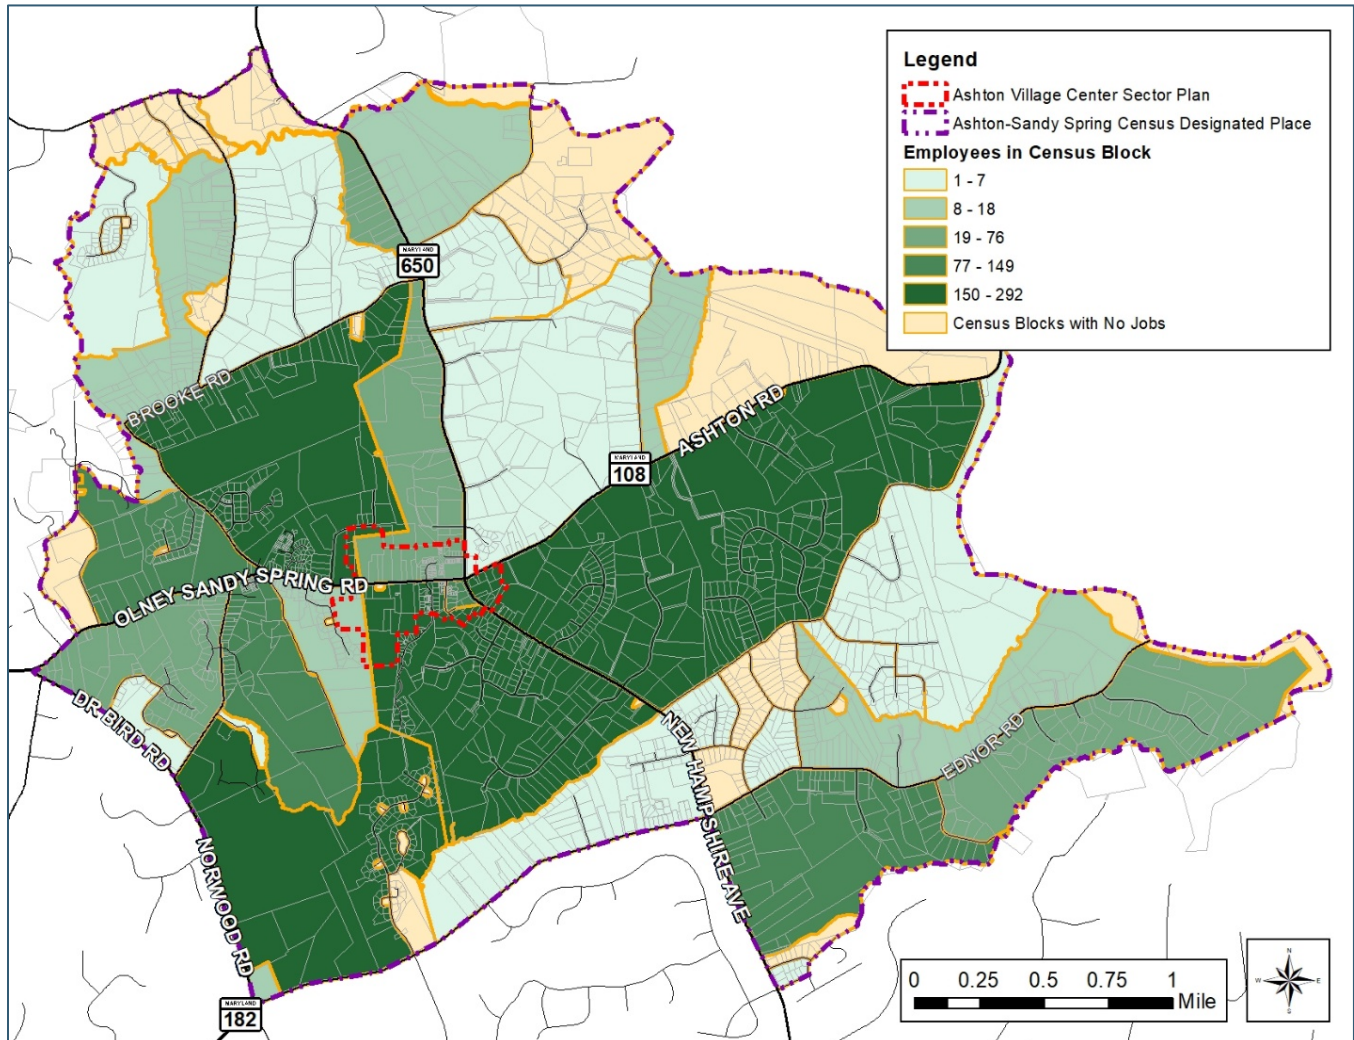 Legend
Ashton Village Center Sector Plan
Ashton-Sandy Spring Census Designated Place
Employees in Census Block
1 - 7
8 - 18
19 - 76
77 - 149
150 - 292
Census Blocks with No Jobs
MARYLAND
650
BROOKE RD
ASHTON RD
MARYLAND
108
OLNEY SANDY SPRING RD
DR BIRD RD
NEW HAMPSHIRE AVE
EDNOR RD
NORWOOD RD
MARYLAND
182
0 0.25 0.5 0.75 1
Mile
N
W E
S